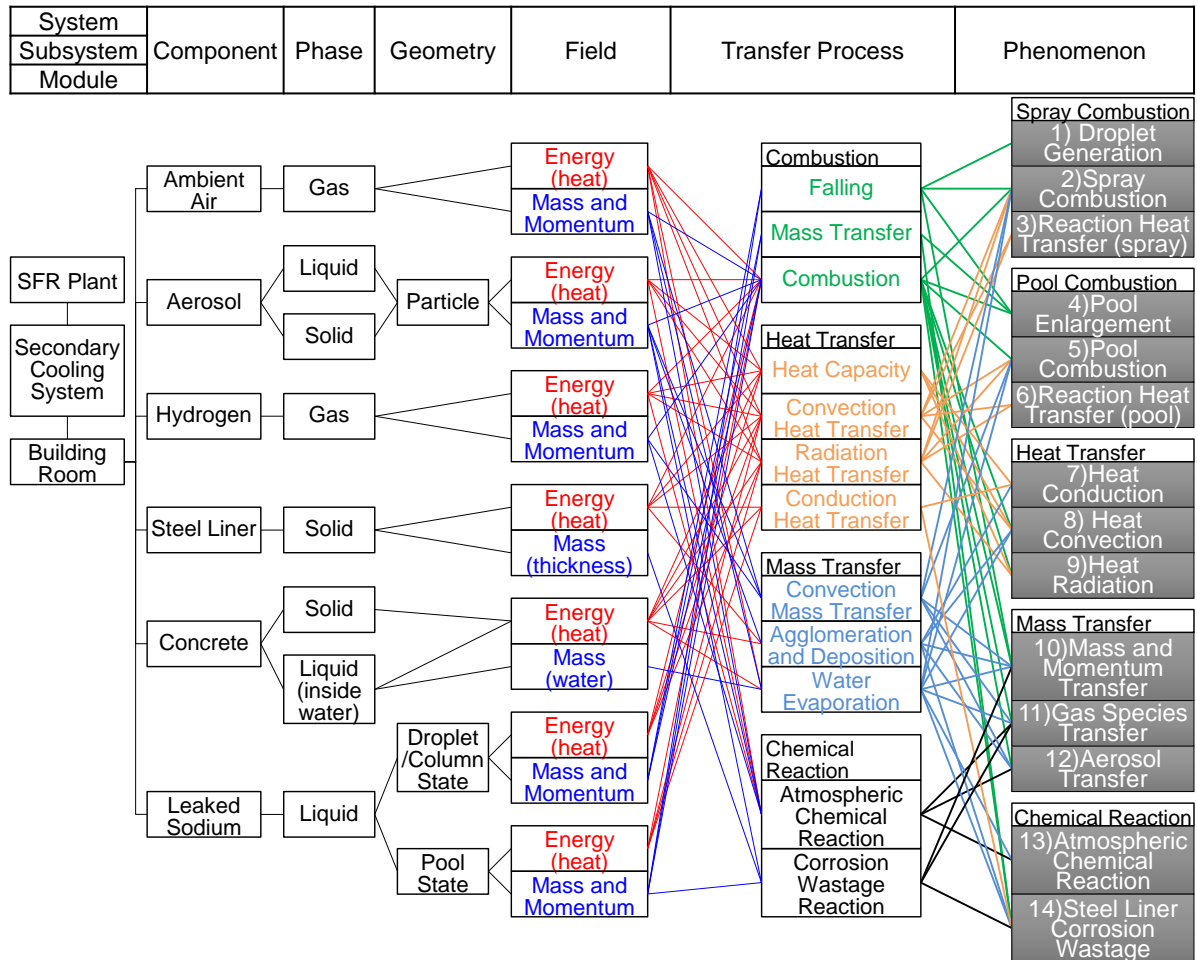 System
Subsystem
Module
Component
Phase
Geometry
Field
Transfer Process
Phenomenon
SFR Plant
Secondary
Cooling
System
Building
Room
Ambient
Air
Aerosol
Hydrogen
Steel Liner
Concrete
Leaked
Sodium
Gas
Liquid
Solid
Gas
Solid
Solid
Liquid
(inside
water)
Liquid
Particle
Droplet
/Column
State
Pool
State
Energy
(heat)
Mass and
Momentum
Energy
(heat)
Mass and
Momentum
Energy
(heat)
Mass and
Momentum
Energy
(heat)
Mass
(thickness)
Energy
(heat)
Mass
(water)
Energy
(heat)
Mass and
Momentum
Energy
(heat)
Mass and
Momentum
Combustion
Falling
Mass Transfer
Combustion
Heat Transfer
Heat Capacity
Convection
Heat Transfer
Radiation
Heat Transfer
Conduction
Heat Transfer
Mass Transfer
Convection
Mass Transfer
Agglomeration
and Deposition
Water
Evaporation
Chemical
Reaction
Atmospheric
Chemical
Reaction
Corrosion
Wastage
Reaction
Spray Combustion
1) Droplet
Generation
2)Spray
Combustion
3)Reaction Heat
Transfer (spray)
Pool Combustion
4)Pool
Enlargement
5)Pool
Combustion
6)Reaction Heat
Transfer (pool)
Heat Transfer
7)Heat
Conduction
8) Heat
Convection
9)Heat
Radiation
Mass Transfer
10)Mass and
Momentum
Transfer
11)Gas Species
Transfer
12)Aerosol
Transfer
Chemical Reaction
13)Atmospheric
Chemical
Reaction
14)Steel Liner
Corrosion
Wastage